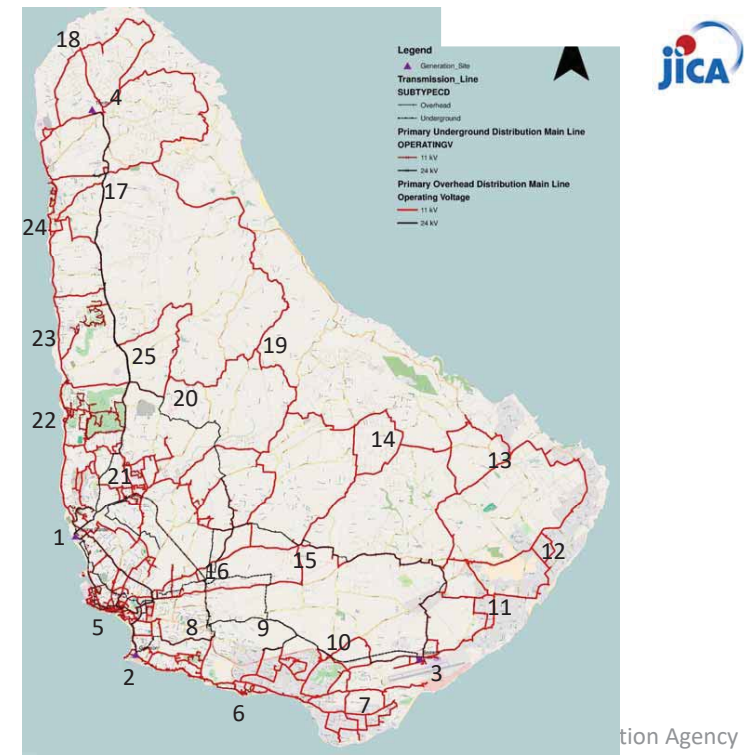 18
4
17
24
23
25
19
20
22
14
13
21
1
12
15
16
11
5
8
9
10
2
3
7
6
Legend
Generation_Site
Transmission_Line
SUBTYPECD
Overhead
Underground
Primary Underground Distribution Main Line
OPERATINGV
11 kV
24 kV
Primary Overhead Distribution Main Line
Operating Voltage
11 kV
24 kV
jICA
tion Agency